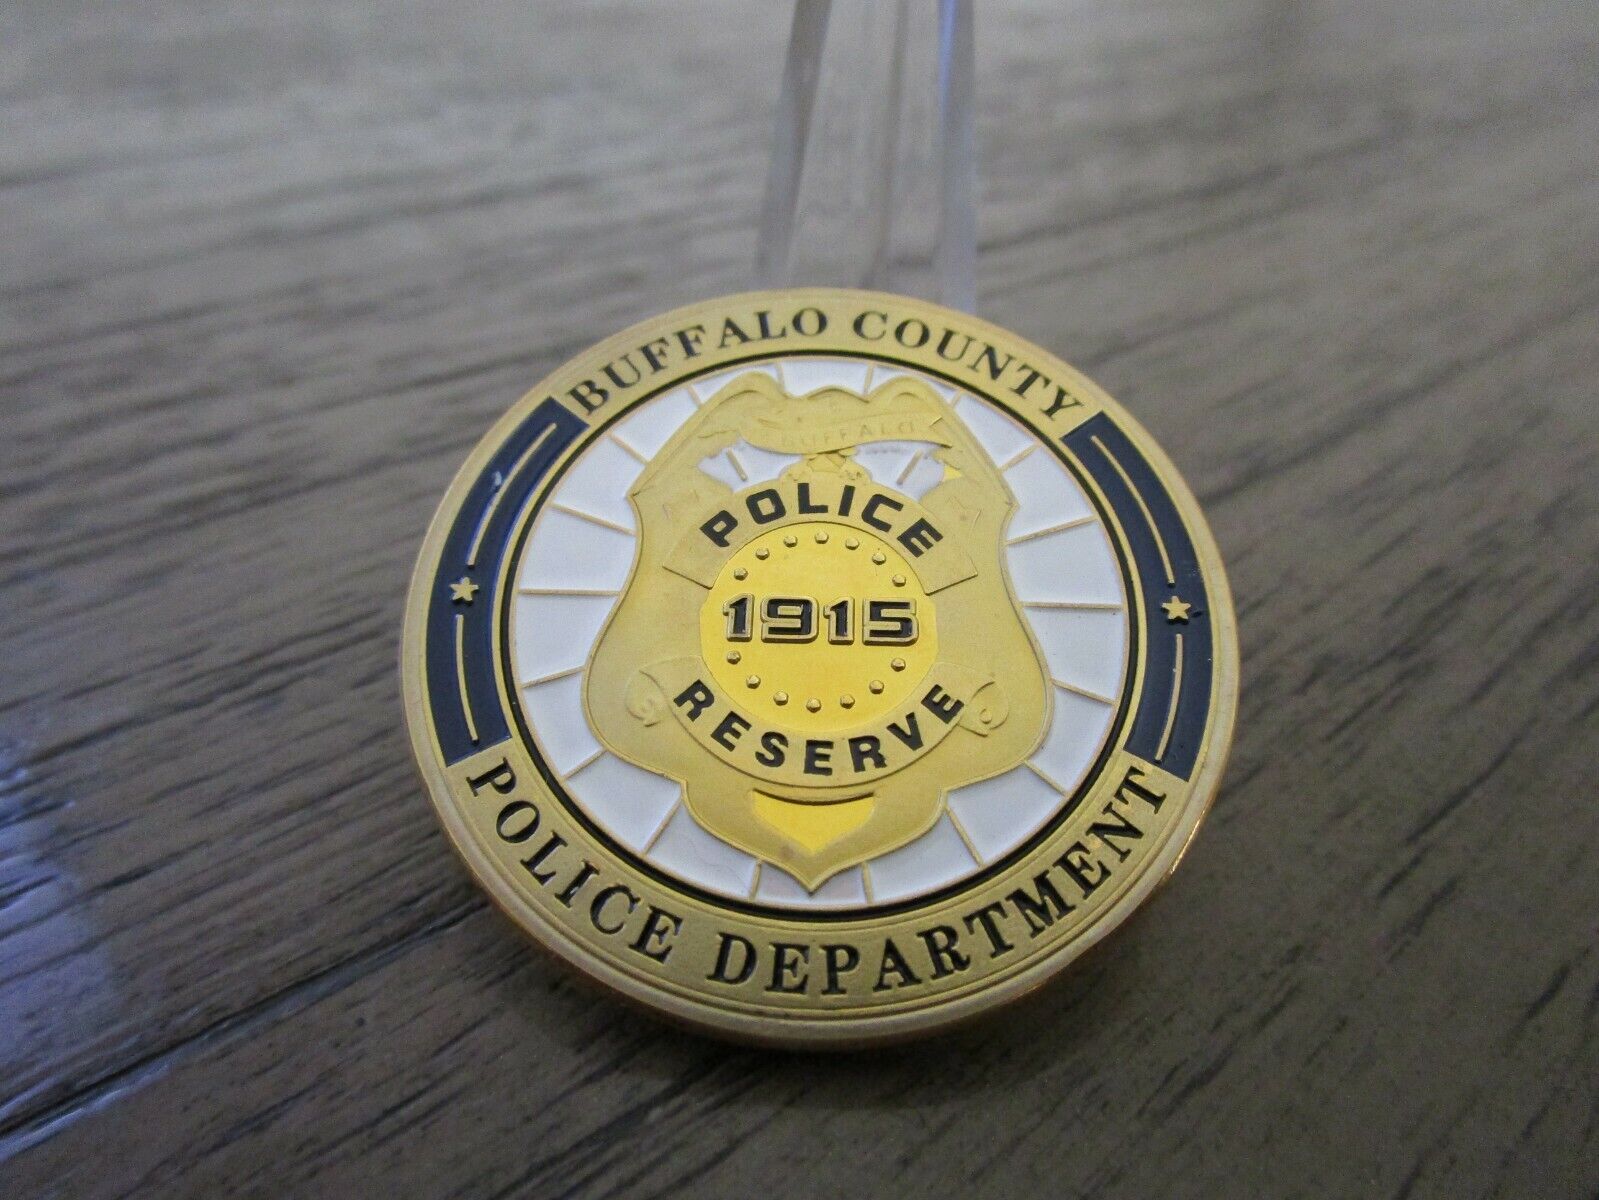 BUFFALO COUNTY
BUFFALO
POLICE
1915
RESERVE
POLICE DEPARTMENT